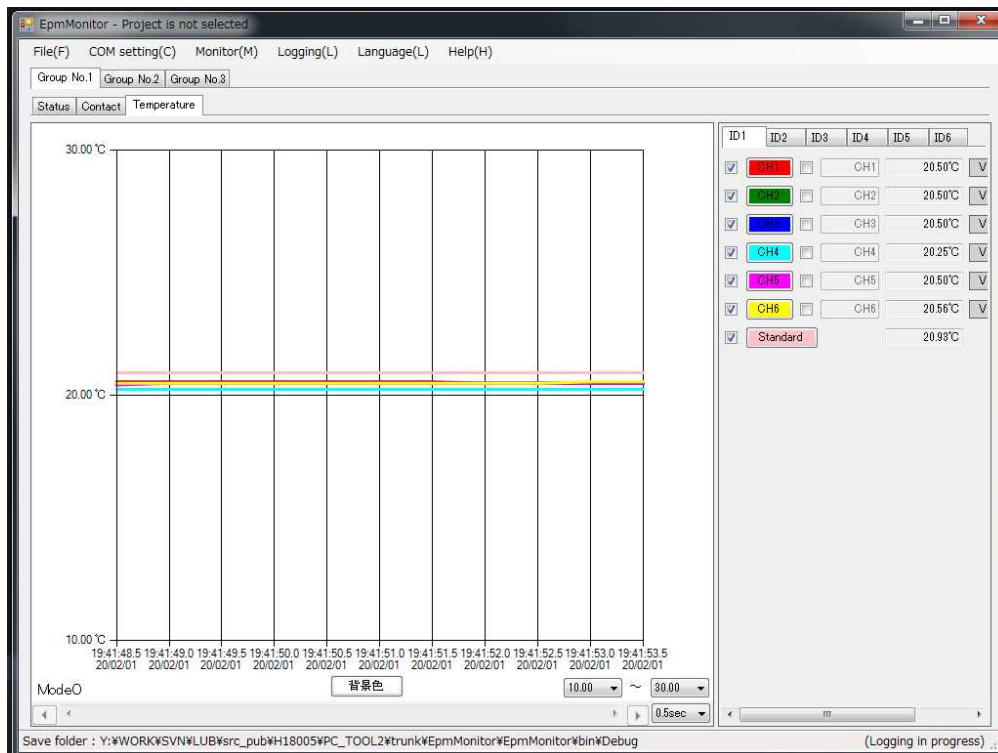 EpmMonitor - Project is not selected
File(F) COM setting(C) Monitor(M) Logging(L) Language(L) Help(H)
Group No.1 Group No.2 Group No.3
Status Contact Temperature
30.00 ℃
20.00 ℃
10.00 ℃
19:41:48.5 19:41:49.0 19:41:49.5 19:41:50.0 19:41:50.5 19:41:51.0 19:41:51.5 19:41:52.0 19:41:52.5 19:41:53.0 19:41:53.5
20/02/01 20/02/01 20/02/01 20/02/01 20/02/01 20/02/01 20/02/01 20/02/01 20/02/01 20/02/01 20/02/01
Mode0 背景色 10.00 ～ 30.00
0.5sec
ID1 ID2 ID3 ID4 ID5 ID6
CH1 CH1 20.50℃ V
CH2 CH2 20.50℃ V
CH3 CH3 20.50℃ V
CH4 CH4 20.25℃ V
CH5 CH5 20.50℃ V
CH6 CH6 20.56℃ V
Standard 20.93℃
Save folder : Y:¥WORK¥SVN¥LUB¥src_pub¥H18005¥PC_TOOL2¥trunk¥EpmMonitor¥EpmMonitor¥bin¥Debug (Logging in progress)